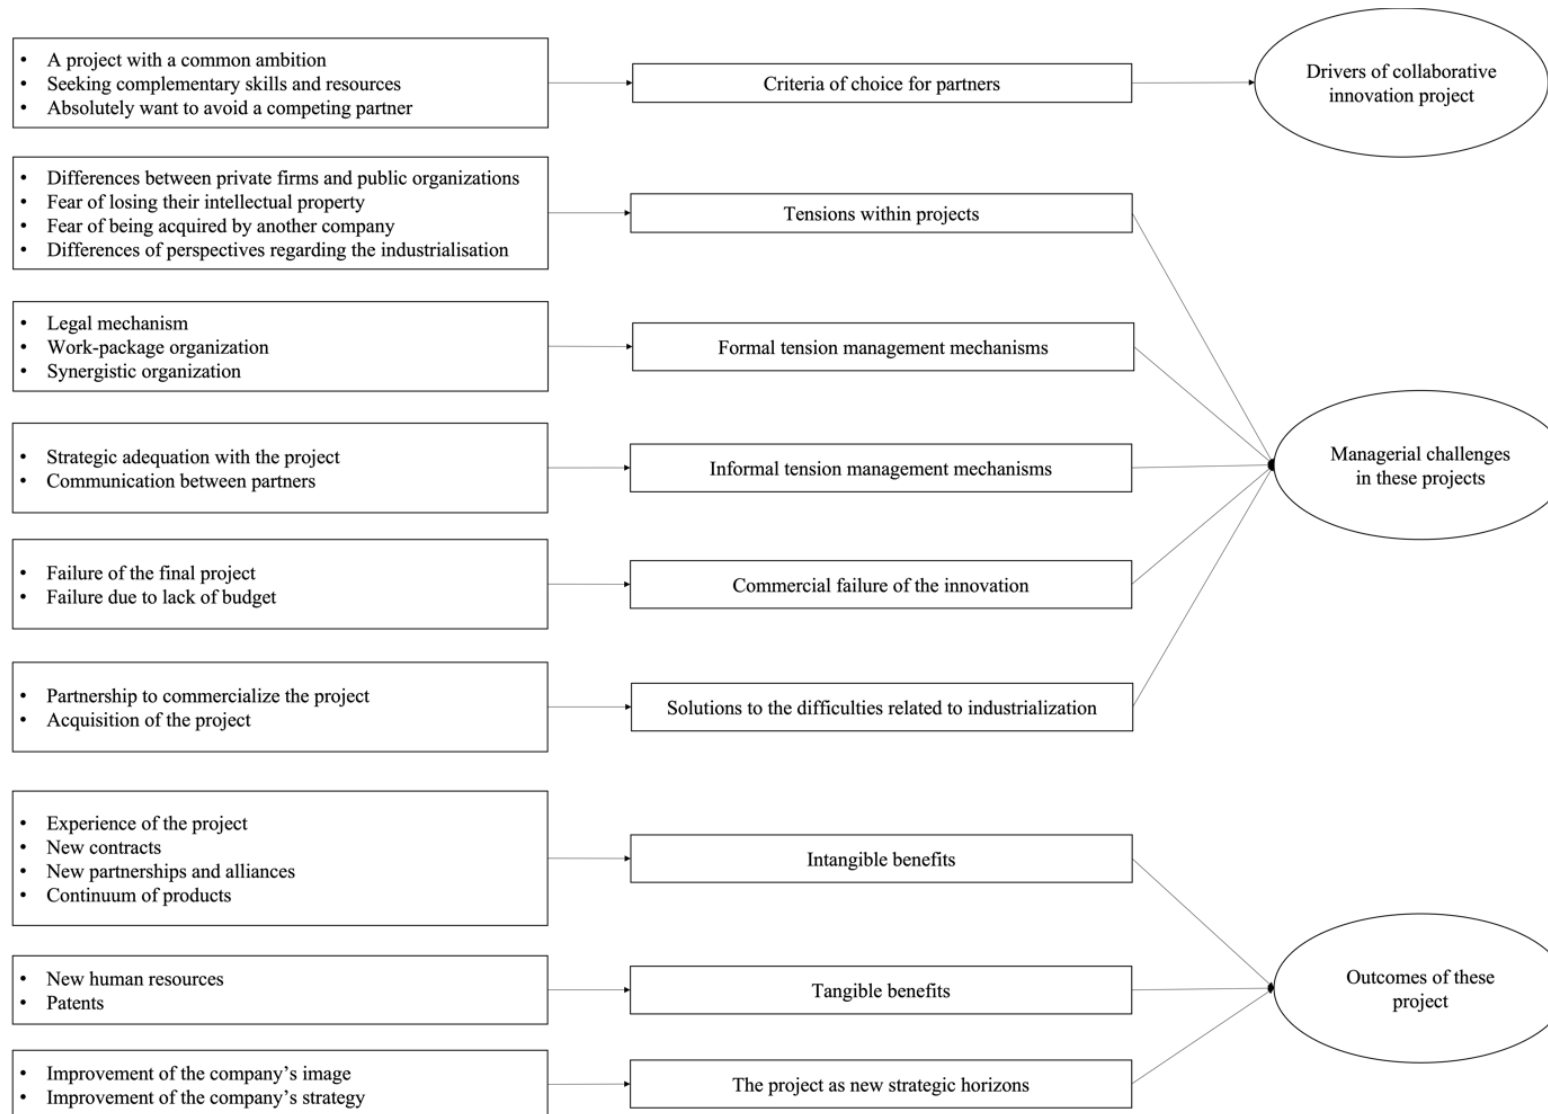 • A project with a common ambition
• Seeking complementary skills and resources
• Absolutely want to avoid a competing partner
Criteria of choice for partners
Drivers of collaborative
innovation project
• Differences between private firms and public organizations
• Fear of losing their intellectual property
• Fear of being acquired by another company
• Differences of perspectives regarding the industrialisation
Tensions within projects
• Legal mechanism
• Work-package organization
• Synergistic organization
Formal tension management mechanisms
• Strategic adequation with the project
• Communication between partners
Informal tension management mechanisms
Managerial challenges
in these projects
• Failure of the final project
• Failure due to lack of budget
Commercial failure of the innovation
• Partnership to commercialize the project
• Acquisition of the project
Solutions to the difficulties related to industrialization
• Experience of the project
• New contracts
• New partnerships and alliances
• Continuum of products
Intangible benefits
• New human resources
• Patents
Tangible benefits
Outcomes of these
project
• Improvement of the company’s image
• Improvement of the company’s strategy
The project as new strategic horizons